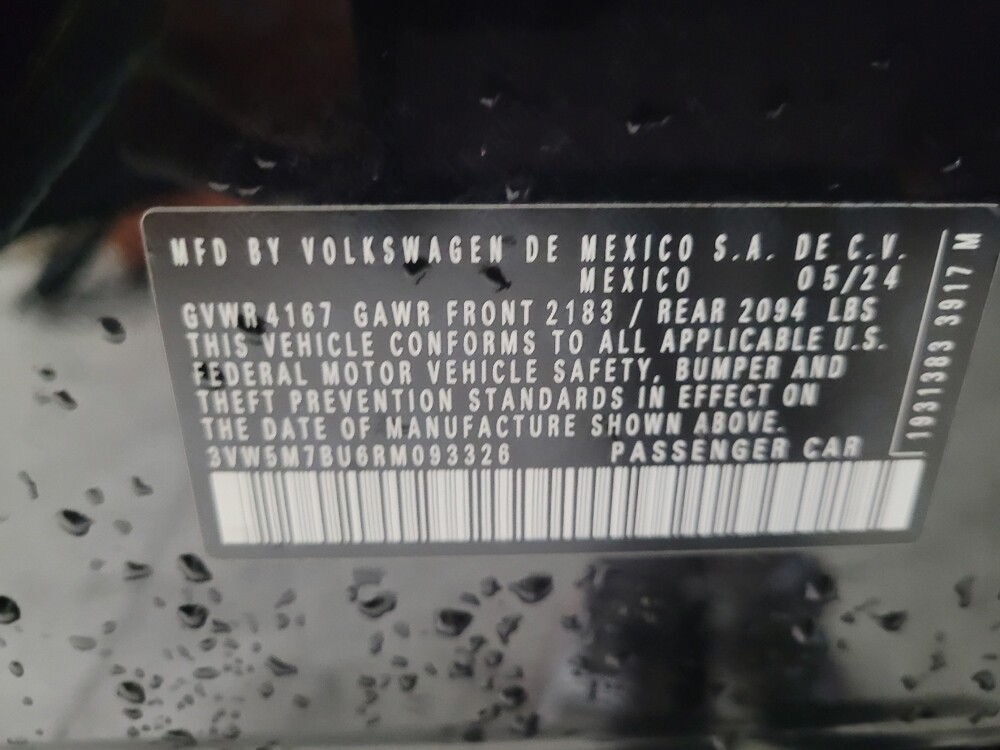 MFD BY VOLKSWAGEN DE MEXICO S.A. DE C.V.
MEXICO 05/24
GVWR 4167 GAWR FRONT 2183 / REAR 2094 LBS
THIS VEHICLE CONFORMS TO ALL APPLICABLE U.S.
FEDERAL MOTOR VEHICLE SAFETY, BUMPER AND
THEFT PREVENTION STANDARDS IN EFFECT ON
THE DATE OF MANUFACTURE SHOWN ABOVE.
3VW5M7BU6RM093326 PASSENGER CAR
1931383 3917 M